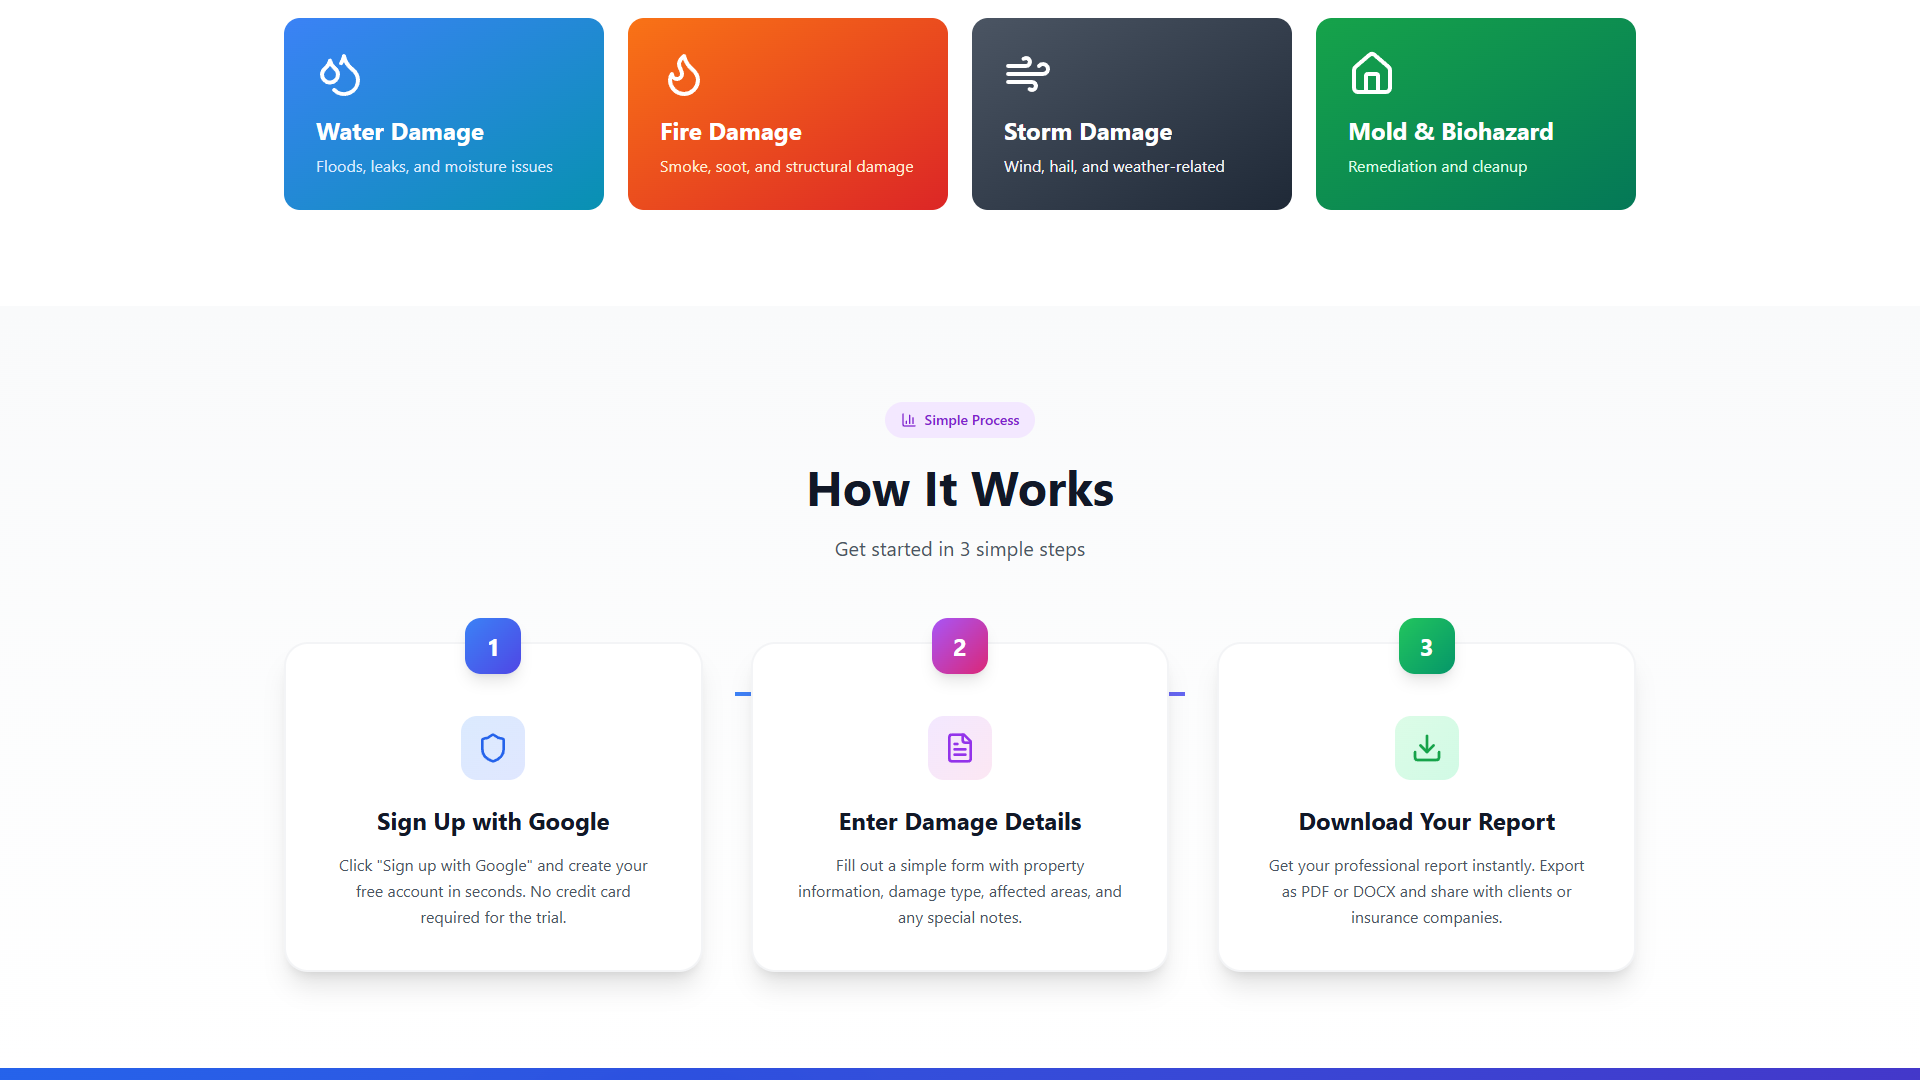 Water Damage
Floods, leaks, and moisture issues
Fire Damage
Smoke, soot, and structural damage
Storm Damage
Wind, hail, and weather-related
Mold & Biohazard
Remediation and cleanup
Simple Process
How It Works
Get started in 3 simple steps
1
Sign Up with Google
Click "Sign up with Google" and create your
free account in seconds. No credit card
required for the trial.
2
Enter Damage Details
Fill out a simple form with property
information, damage type, affected areas, and
any special notes.
3
Download Your Report
Get your professional report instantly. Export
as PDF or DOCX and share with clients or
insurance companies.